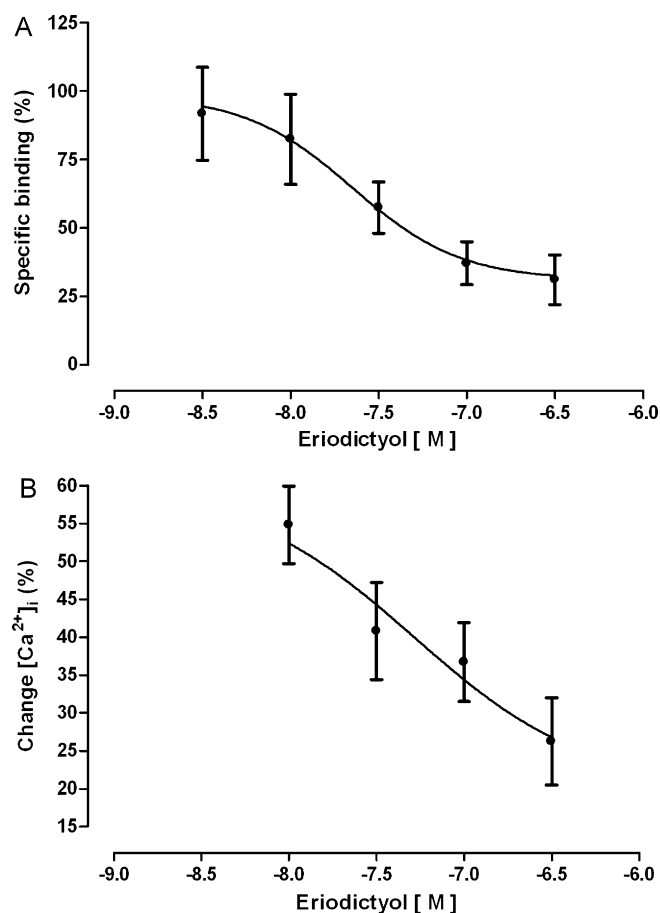 A
Specific binding (%)
125
100
75
50
25
0
-9.0 -8.5 -8.0 -7.5 -7.0 -6.5 -6.0
Eriodictyol [ M ]
B
Change [Ca²⁺]ᵢ (%)
60
55
50
45
40
35
30
25
20
15
-9.0 -8.5 -8.0 -7.5 -7.0 -6.5 -6.0
Eriodictyol [ M ]